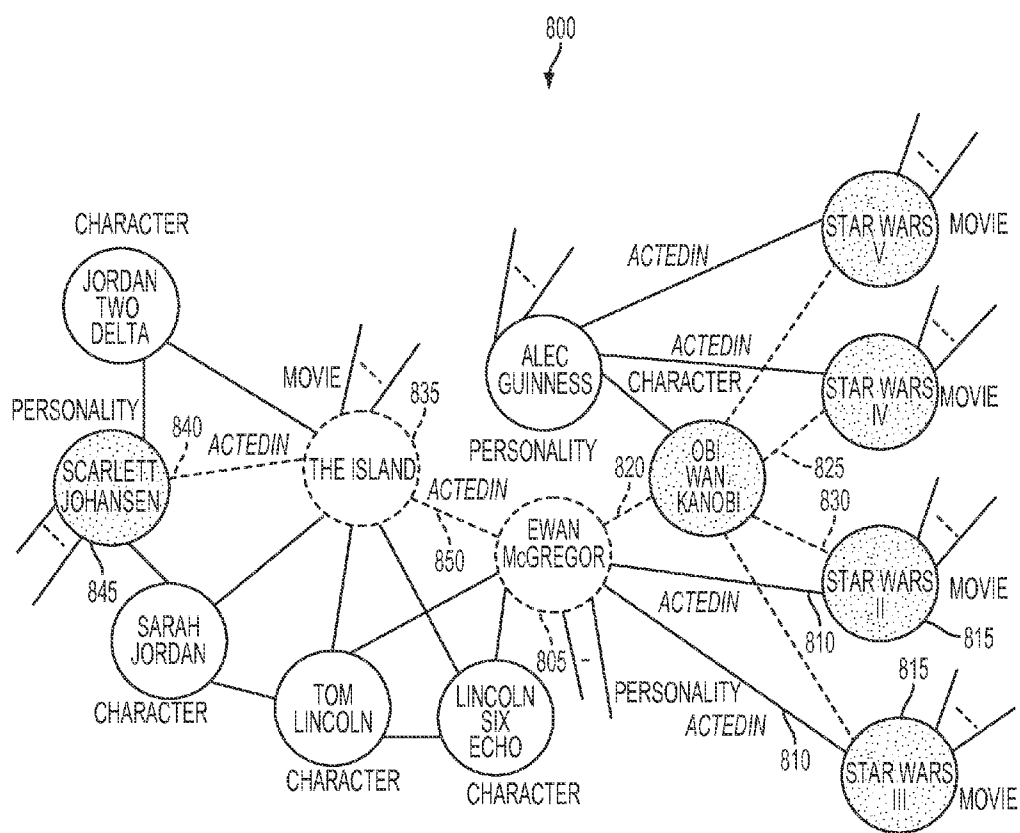 800
STAR WARS
V
MOVIE
ACTEDIN
CHARACTER
JORDAN
TWO
DELTA
ALEC
GUINNESS
ACTEDIN
CHARACTER
STAR WARS
IV
MOVIE
MOVIE
835
PERSONALITY
840
ACTEDIN
SCARLETT
JOHANSEN
THE ISLAND
PERSONALITY
820
OBI
WAN
KANOBI
825
830
ACTEDIN
850
EWAN
McGREGOR
STAR WARS
II
MOVIE
845
ACTEDIN
810
815
SARAH
JORDAN
CHARACTER
805
PERSONALITY
815
TOM
LINCOLN
CHARACTER
LINCOLN
SIX
ECHO
CHARACTER
ACTEDIN
810
STAR WARS
III
MOVIE